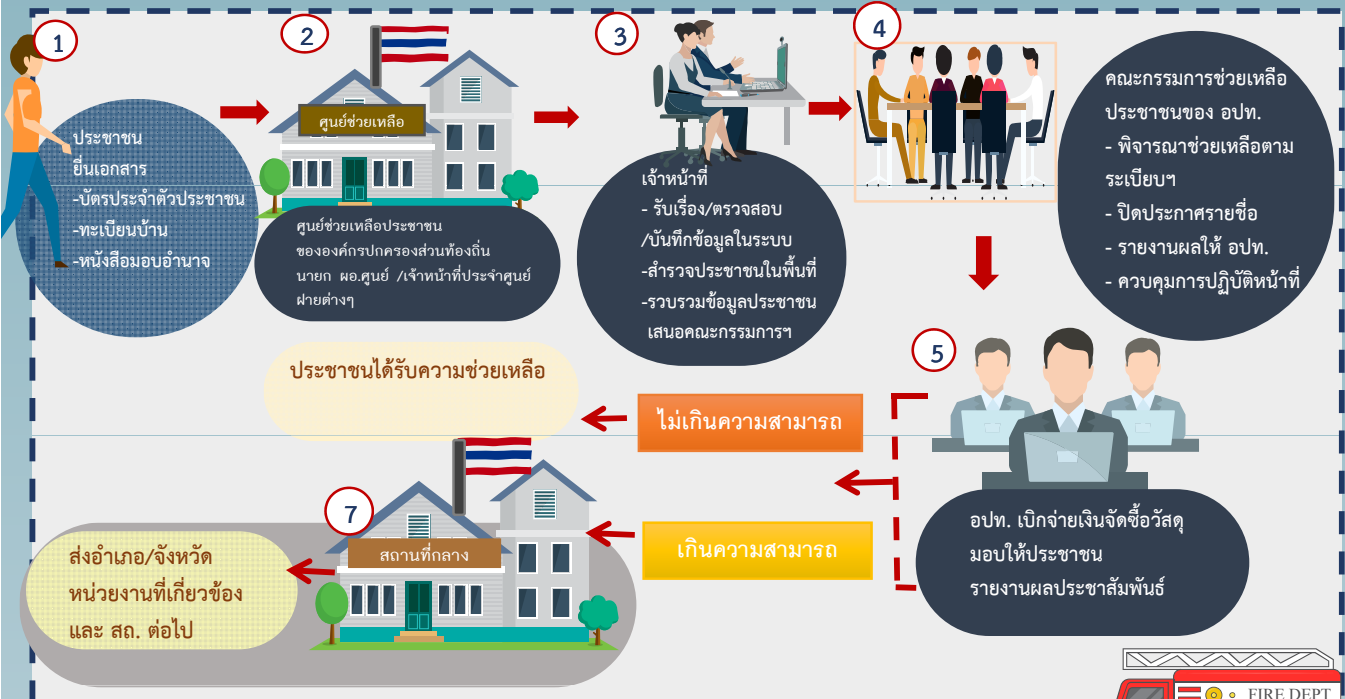 1
ประชาชน
ยื่นเอกสาร
-บัตรประจำตัวประชาชน
-ทะเบียนบ้าน
-หนังสือมอบอำนาจ
2
ศูนย์ช่วยเหลือ
ศูนย์ช่วยเหลือประชาชน
ขององค์กรปกครองส่วนท้องถิ่น
นายก ผอ.ศูนย์ /เจ้าหน้าที่ประจำศูนย์
ฝ่ายต่างๆ
3
เจ้าหน้าที่
- รับเรื่อง/ตรวจสอบ
/บันทึกข้อมูลในระบบ
-สำรวจประชาชนในพื้นที่
-รวบรวมข้อมูลประชาชน
เสนอคณะกรรมการฯ
4
คณะกรรมการช่วยเหลือ
ประชาชนของ อปท.
- พิจารณาช่วยเหลือตาม
ระเบียบฯ
- ปิดประกาศรายชื่อ
- รายงานผลให้ อปท.
- ควบคุมการปฏิบัติหน้าที่
5
อปท. เบิกจ่ายเงินจัดซื้อวัสดุ
มอบให้ประชาชน
รายงานผลประชาสัมพันธ์
ไม่เกินความสามารถ
ประชาชนได้รับความช่วยเหลือ
เกินความสามารถ
7
สถานที่กลาง
ส่งอำเภอ/จังหวัด
หน่วยงานที่เกี่ยวข้อง
และ สถ. ต่อไป
FIRE DEPT